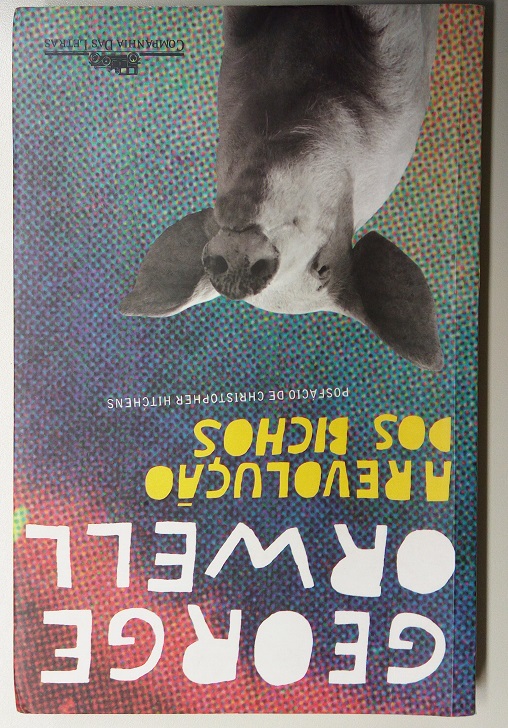 GEORGE
ORWELL
A REVOLUÇÃO
DOS BICHOS
POSFÁCIO DE CHRISTOPHER HITCHENS
COMPANHIA DAS LETRAS